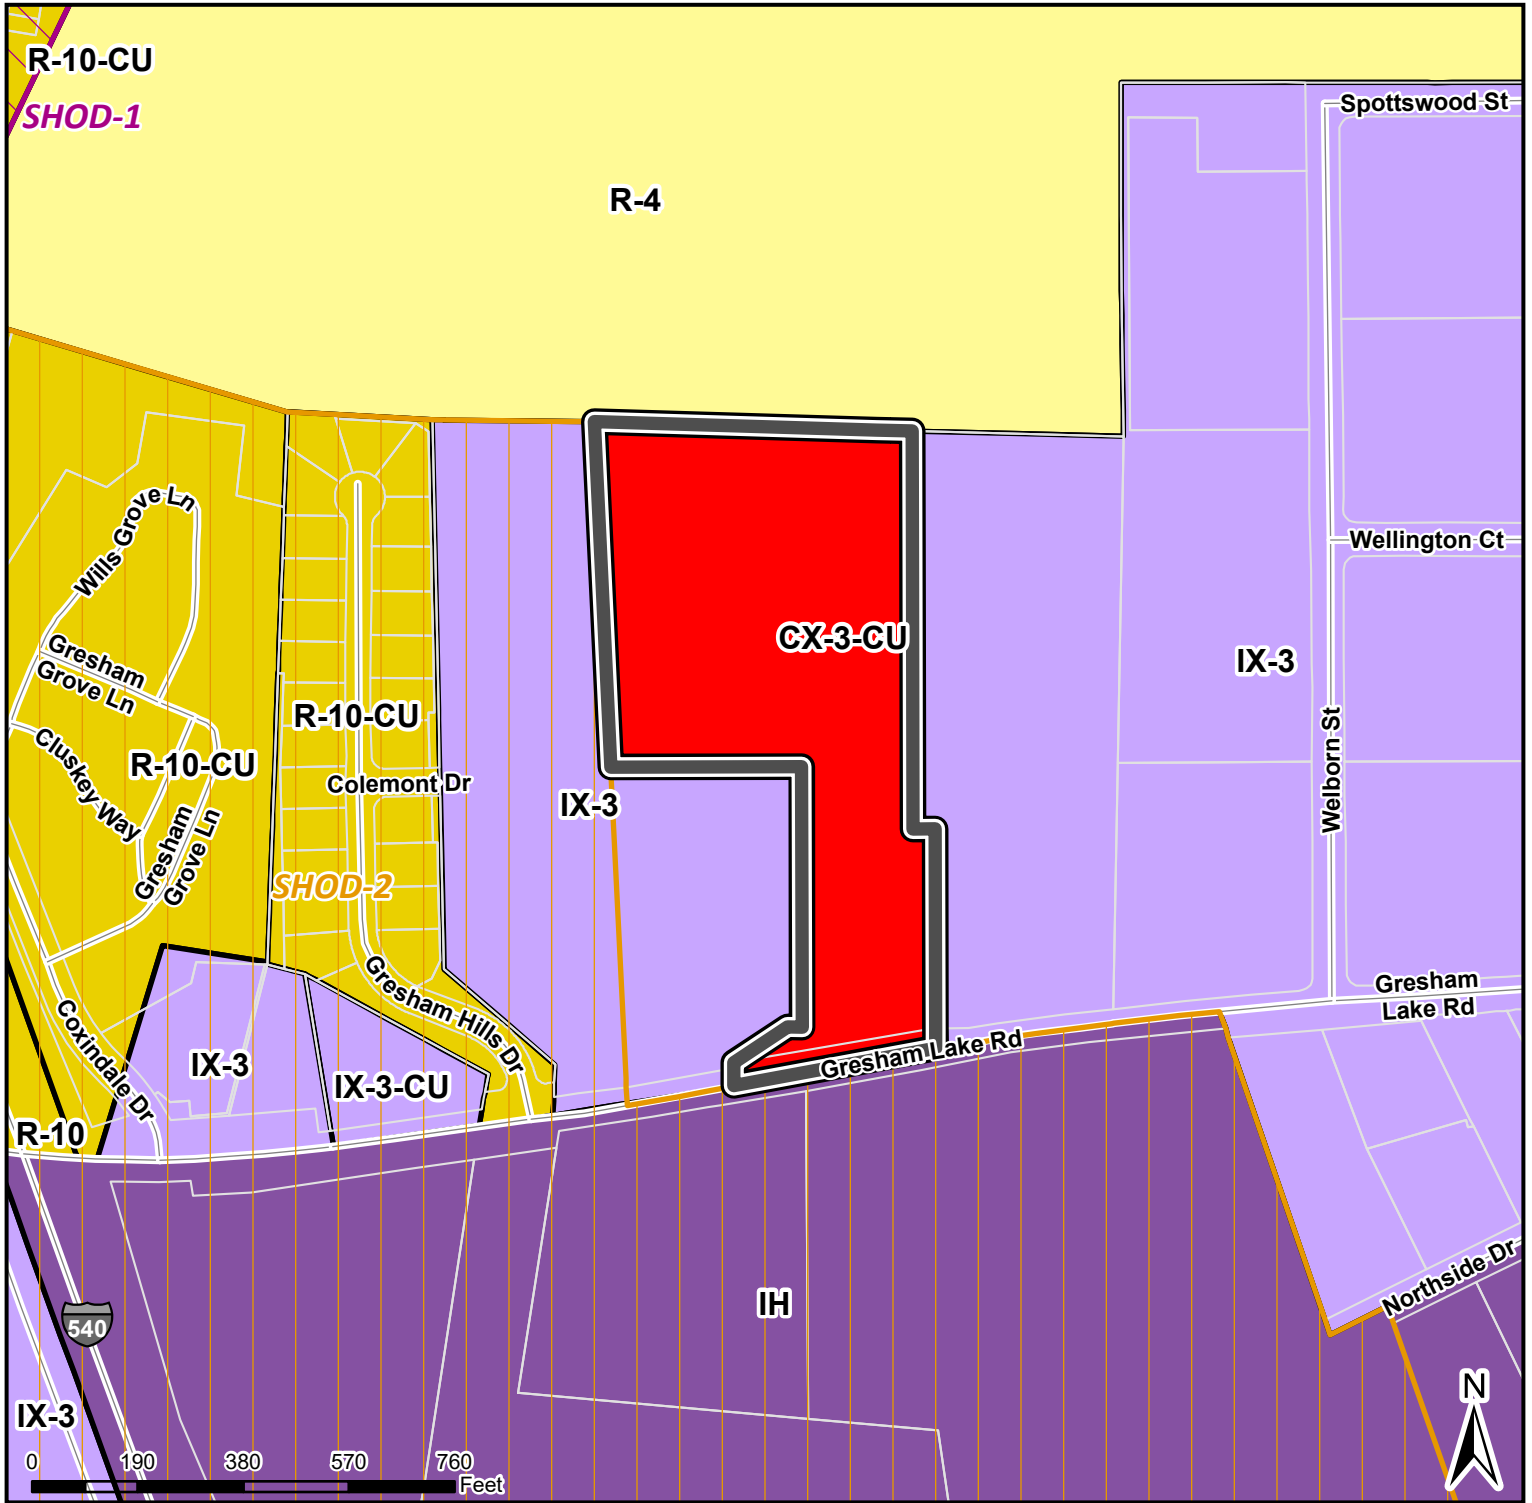 R-10-CU
SHOD-1
Spottswood St
R-4
Wills Grove Ln
Wellington Ct
Gresham
Grove Ln
CX-3-CU
IX-3
R-10-CU
Cluskey Way
R-10-CU
Colemont Dr
IX-3
Welborn St
Gresham
Grove Ln
SHOD-2
Gresham Hills Dr
Gresham
Lake Rd
Coxindale Dr
IX-3
IX-3-CU
Gresham Lake Rd
R-10
Northside Dr
IH
540
IX-3
N
0 190 380 570 760
Feet